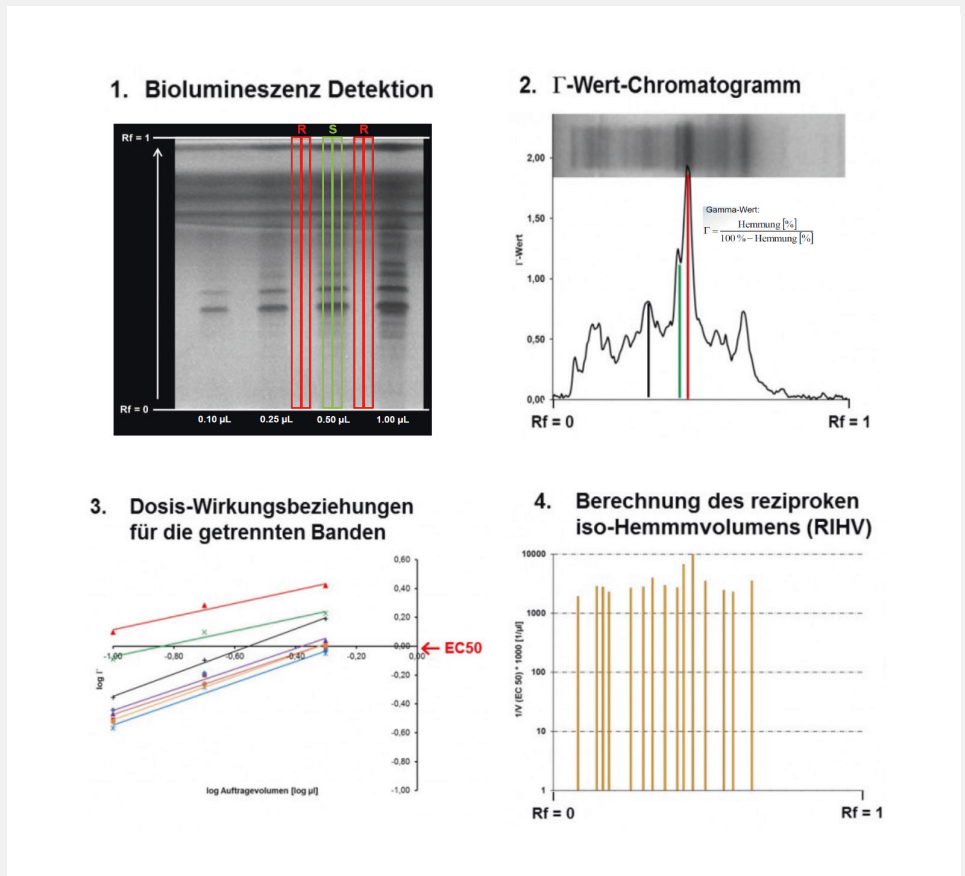 1. Biolumineszenz Detektion
R S R
Rf = 1
Rf = 0
0.10 µL 0.25 µL 0.50 µL 1.00 µL
2. Γ-Wert-Chromatogramm
2,00
1,50
1,00
0,50
0,00
Γ-Wert
Gamma-Wert:
Γ = Hemmung [%]
100 % − Hemmung [%]
Rf = 0 Rf = 1
3. Dosis-Wirkungsbeziehungen
für die getrennten Banden
0,60
0,40
0,20
0,00
-0,20
-0,40
-0,60
-0,80
-1,00
-1,00 -0,80 -0,60 -0,40 -0,20 0,00
EC50
log Γ
log Auftragevolumen [log µl]
4. Berechnung des reziproken
iso-Hemmmvolumens (RIHV)
10000
1000
100
10
1
1/V (EC 50) * 1000 [1/µl]
Rf = 0 Rf = 1